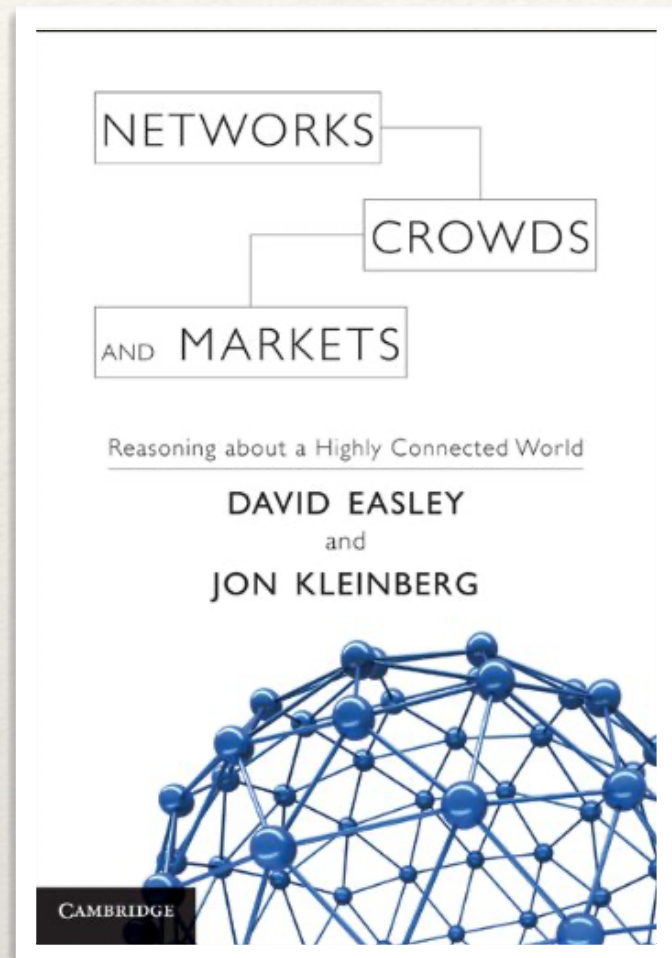 NETWORKS
CROWDS
AND MARKETS
Reasoning about a Highly Connected World
DAVID EASLEY
and
JON KLEINBERG
CAMBRIDGE